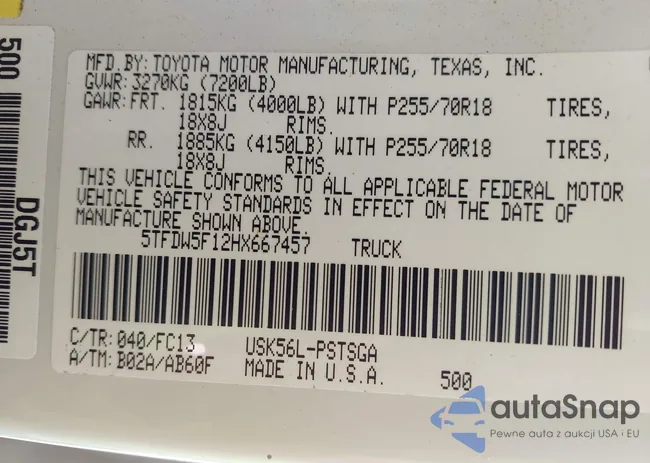 MFD.BY:TOYOTA MOTOR MANUFACTURING, TEXAS, INC.
GVWR:3270KG (7200LB)
GAWR:FRT. 1815KG (4000LB) WITH P255/70R18 TIRES,
18X8J RIMS.
RR. 1885KG (4150LB) WITH P255/70R18 TIRES,
18X8J RIMS.
THIS VEHICLE CONFORMS TO ALL APPLICABLE FEDERAL MOTOR
VEHICLE SAFETY STANDARDS IN EFFECT ON THE DATE OF
MANUFACTURE SHOWN ABOVE.
5TFDW5F12HX667457 TRUCK
C/TR:040/FC13 USK56L-PSTSGA
A/TM:B02A/AB60F MADE IN U.S.A. 500
500
DGJ5T
autaSnap
Pewne auta z aukcji USA i EU